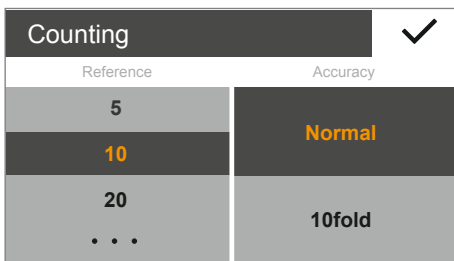 Counting
Reference Accuracy
5
10
20
• • •
Normal
10fold